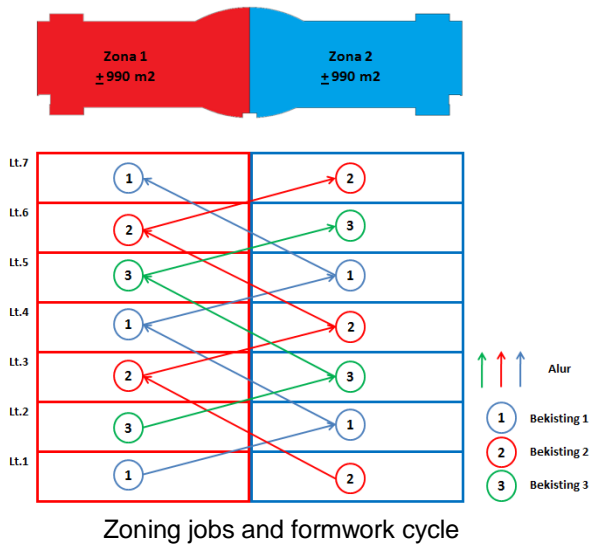 Zona 1
± 990 m2
Zona 2
± 990 m2
Lt.7
1
2
Lt.6
2
3
Lt.5
3
1
Lt.4
1
2
Lt.3
2
3
Lt.2
3
1
Lt.1
1
2
Alur
1 Bekisting 1
2 Bekisting 2
3 Bekisting 3
Zoning jobs and formwork cycle